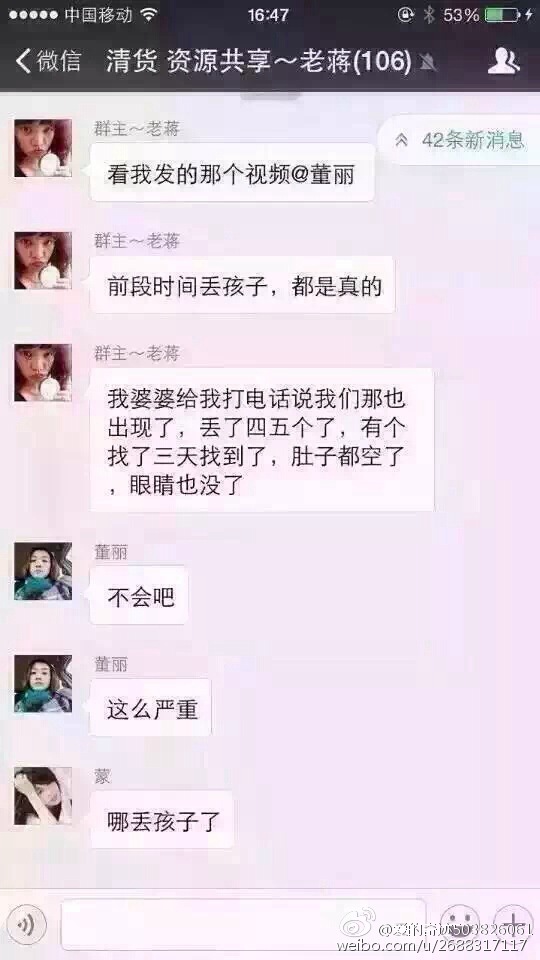 中国移动 16:47 53%
微信 清货 资源共享～老蒋(106)
42条新消息
群主～老蒋
看我发的那个视频@董丽
群主～老蒋
前段时间丢孩子，都是真的
群主～老蒋
我婆婆给我打电话说我们那也
出现了，丢了四五个了，有个
找了三天找到了，肚子都空了
，眼睛也没了
董丽
不会吧
董丽
这么严重
蒙
哪丢孩子了
weibo.com/u/2688317117